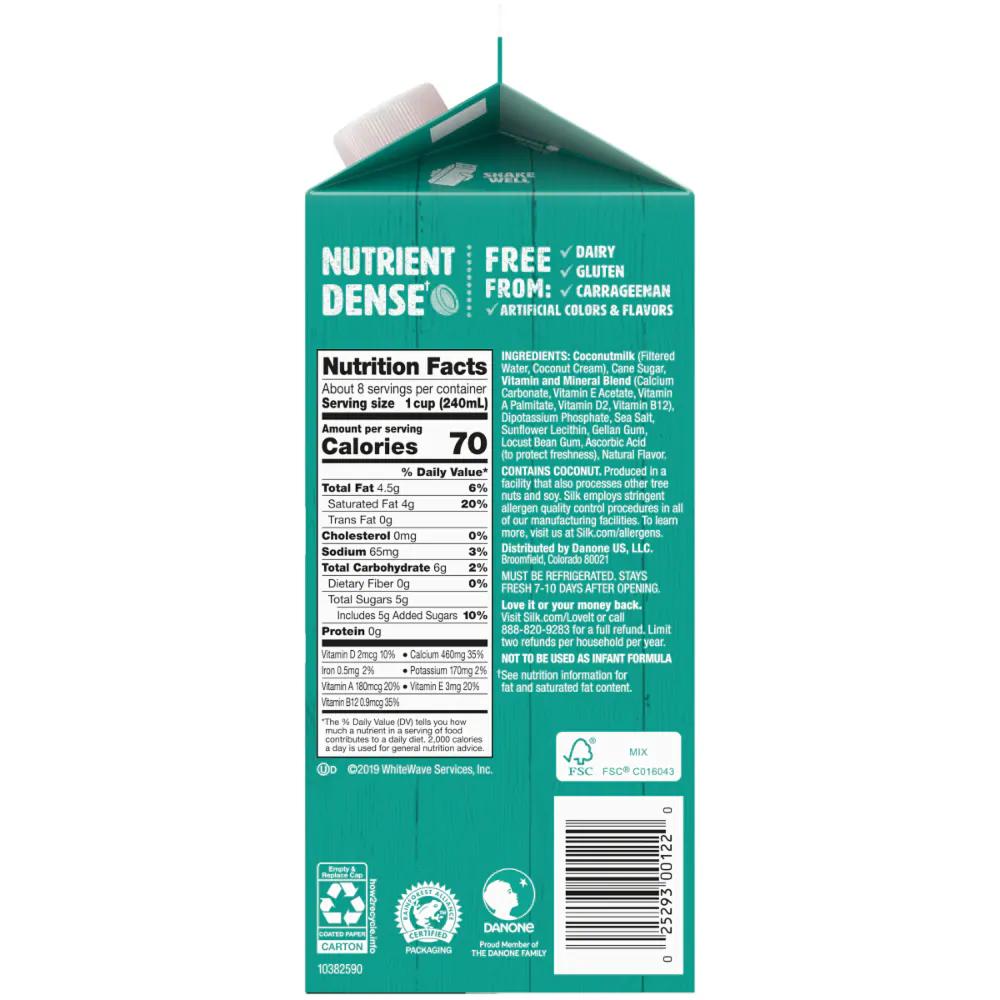 SHAKE
WELL
NUTRIENT
DENSE†
FREE
FROM:
✓ DAIRY
✓ GLUTEN
✓ CARRAGEENAN
✓ ARTIFICIAL COLORS & FLAVORS
Nutrition Facts
About 8 servings per container
Serving size 1 cup (240mL)
Amount per serving
Calories 70
% Daily Value*
Total Fat 4.5g 6%
Saturated Fat 4g 20%
Trans Fat 0g
Cholesterol 0mg 0%
Sodium 65mg 3%
Total Carbohydrate 6g 2%
Dietary Fiber 0g 0%
Total Sugars 5g
Includes 5g Added Sugars 10%
Protein 0g
Vitamin D 2mcg 10% • Calcium 460mg 35%
Iron 0.5mg 2% • Potassium 170mg 2%
Vitamin A 180mcg 20% • Vitamin E 3mg 20%
Vitamin B12 0.9mcg 35%
*The % Daily Value (DV) tells you how
much a nutrient in a serving of food
contributes to a daily diet. 2,000 calories
a day is used for general nutrition advice.
UD ©2019 WhiteWave Services, Inc.
INGREDIENTS: Coconutmilk (Filtered
Water, Coconut Cream), Cane Sugar,
Vitamin and Mineral Blend (Calcium
Carbonate, Vitamin E Acetate, Vitamin
A Palmitate, Vitamin D2, Vitamin B12),
Dipotassium Phosphate, Sea Salt,
Sunflower Lecithin, Gellan Gum,
Locust Bean Gum, Ascorbic Acid
(to protect freshness), Natural Flavor.
CONTAINS COCONUT. Produced in a
facility that also processes other tree
nuts and soy. Silk employs stringent
allergen quality control procedures in all
of our manufacturing facilities. To learn
more, visit us at Silk.com/allergens.
Distributed by Danone US, LLC.
Broomfield, Colorado 80021
MUST BE REFRIGERATED. STAYS
FRESH 7-10 DAYS AFTER OPENING.
Love it or your money back.
Visit Silk.com/LoveIt or call
888-820-9283 for a full refund. Limit
two refunds per household per year.
NOT TO BE USED AS INFANT FORMULA
†See nutrition information for
fat and saturated fat content.
FSC®
MIX
FSC® C016043
0 25293 00122 0
Empty &
Replace Cap
how2recycle.info
COATED PAPER
CARTON
10382590
RAINFOREST ALLIANCE
CERTIFIED
PACKAGING
DANONE
Proud Member of
THE DANONE FAMILY